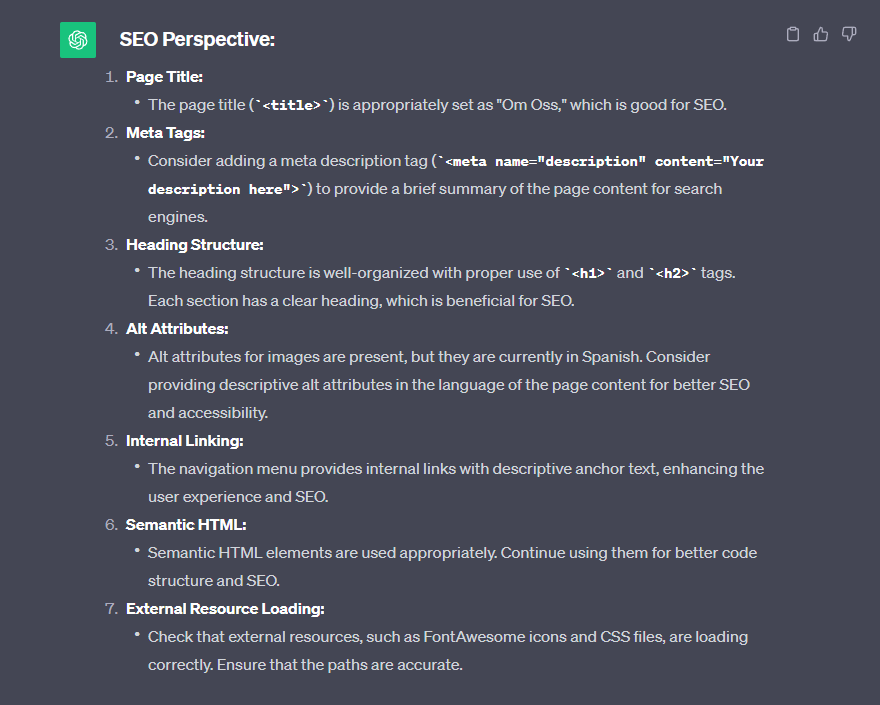 SEO Perspective:
1. Page Title:
• The page title (`<title>`) is appropriately set as "Om Oss," which is good for SEO.
2. Meta Tags:
• Consider adding a meta description tag (`<meta name="description" content="Your
description here">`) to provide a brief summary of the page content for search
engines.
3. Heading Structure:
• The heading structure is well-organized with proper use of `<h1>` and `<h2>` tags.
Each section has a clear heading, which is beneficial for SEO.
4. Alt Attributes:
• Alt attributes for images are present, but they are currently in Spanish. Consider
providing descriptive alt attributes in the language of the page content for better SEO
and accessibility.
5. Internal Linking:
• The navigation menu provides internal links with descriptive anchor text, enhancing the
user experience and SEO.
6. Semantic HTML:
• Semantic HTML elements are used appropriately. Continue using them for better code
structure and SEO.
7. External Resource Loading:
• Check that external resources, such as FontAwesome icons and CSS files, are loading
correctly. Ensure that the paths are accurate.